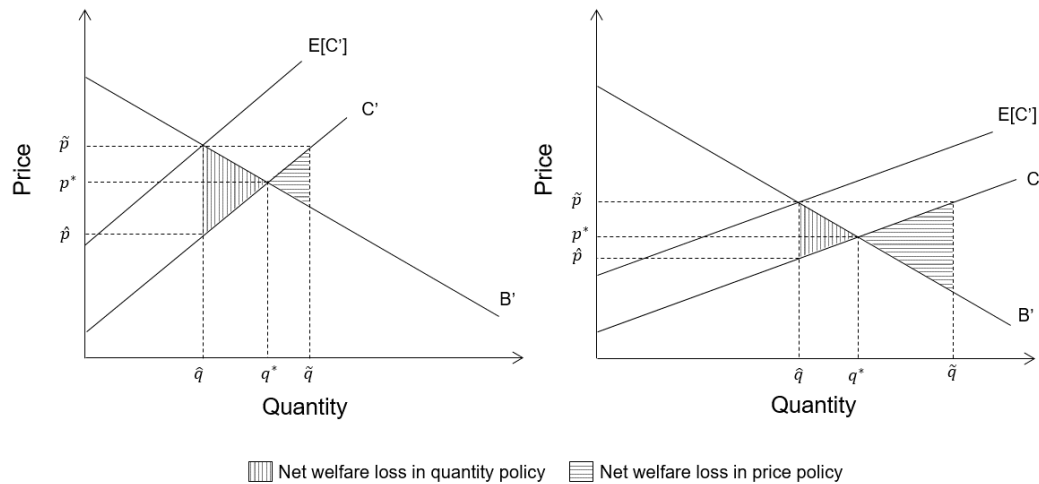 E[C’]
C’
Price
p̃
p*
p̂
B’
q̂
q*
q̃
Quantity
E[C’]
C
Price
p̃
p*
p̂
B’
q̂
q*
q̃
Quantity
Net welfare loss in quantity policy
Net welfare loss in price policy